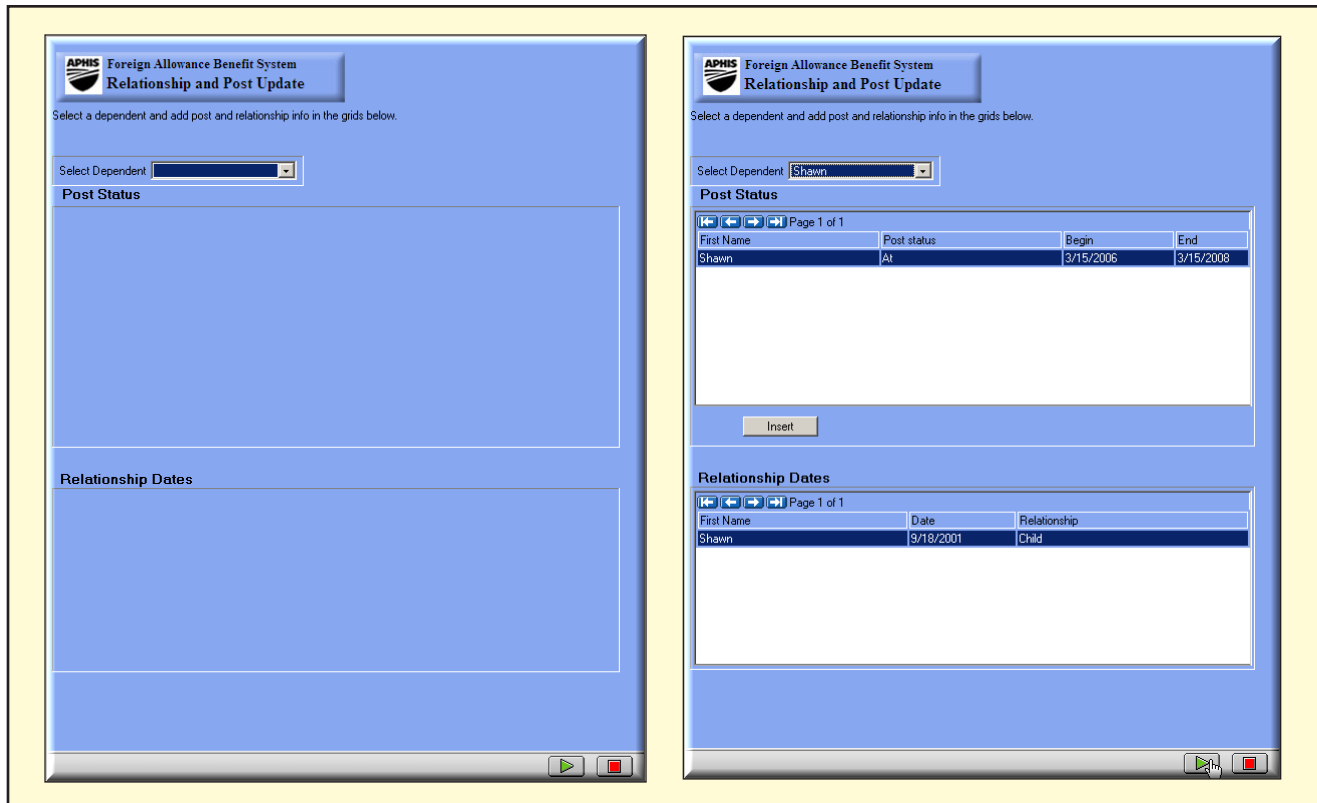 APHIS
Foreign Allowance Benefit System
Relationship and Post Update
Select a dependent and add post and relationship info in the grids below.
Select Dependent
Post Status
Relationship Dates
APHIS
Foreign Allowance Benefit System
Relationship and Post Update
Select a dependent and add post and relationship info in the grids below.
Select Dependent Shawn
Post Status
Page 1 of 1
First Name Post status Begin End
Shawn At 3/15/2006 3/15/2008
Insert
Relationship Dates
Page 1 of 1
First Name Date Relationship
Shawn 9/18/2001 Child